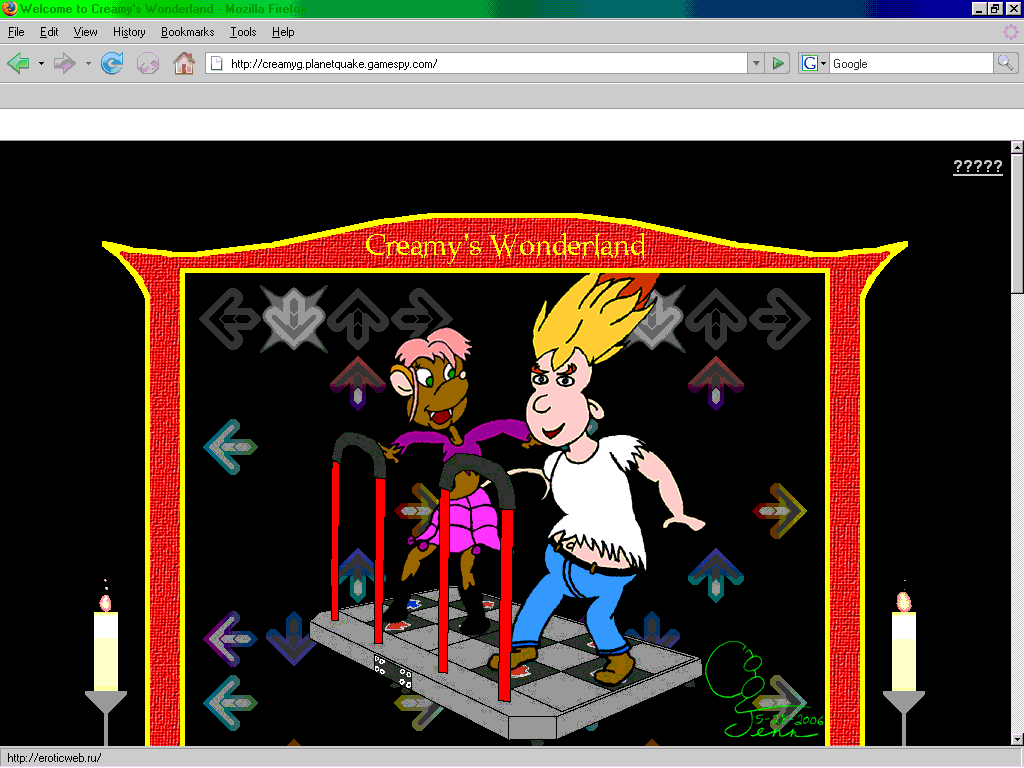 Welcome to Creamy's Wonderland - Mozilla Firefo
File Edit View History Bookmarks Tools Help
http://creamyg.planetquake.gamespy.com/
G Google
?????
Creamy's Wonderland
5-26-2006
Jenn
http://eroticweb.ru/